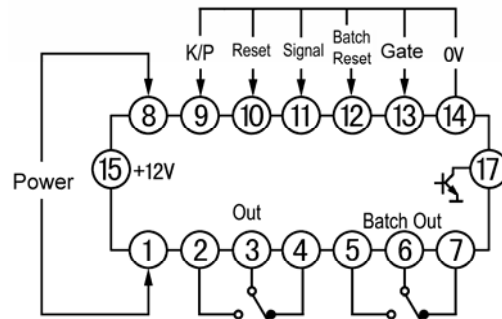 K/P Reset Signal Batch Reset Gate 0V
8 9 10 11 12 13 14
15 +12V 17
Power
Out Batch Out
1 2 3 4 5 6 7